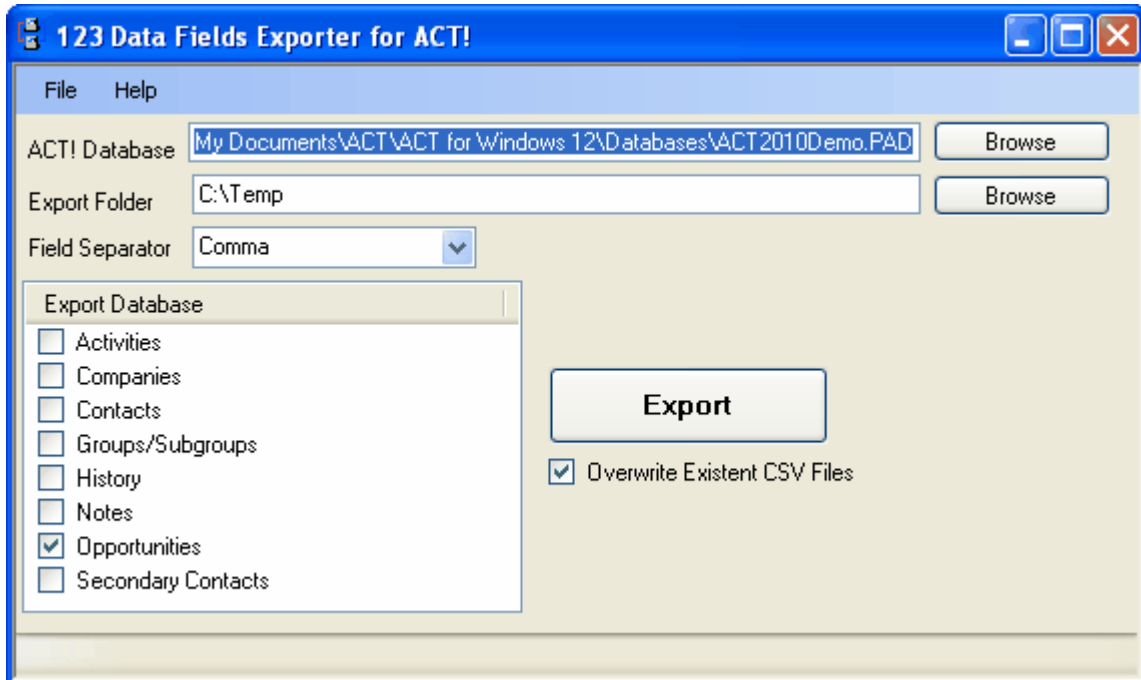 123 Data Fields Exporter for ACT!
File Help
ACT! Database My Documents\ACT\ACT for Windows 12\Databases\ACT2010Demo.PAD Browse
Export Folder C:\Temp Browse
Field Separator Comma
Export Database
Activities
Companies
Contacts
Groups/Subgroups
History
Notes
Opportunities
Secondary Contacts
Export
Overwrite Existent CSV Files